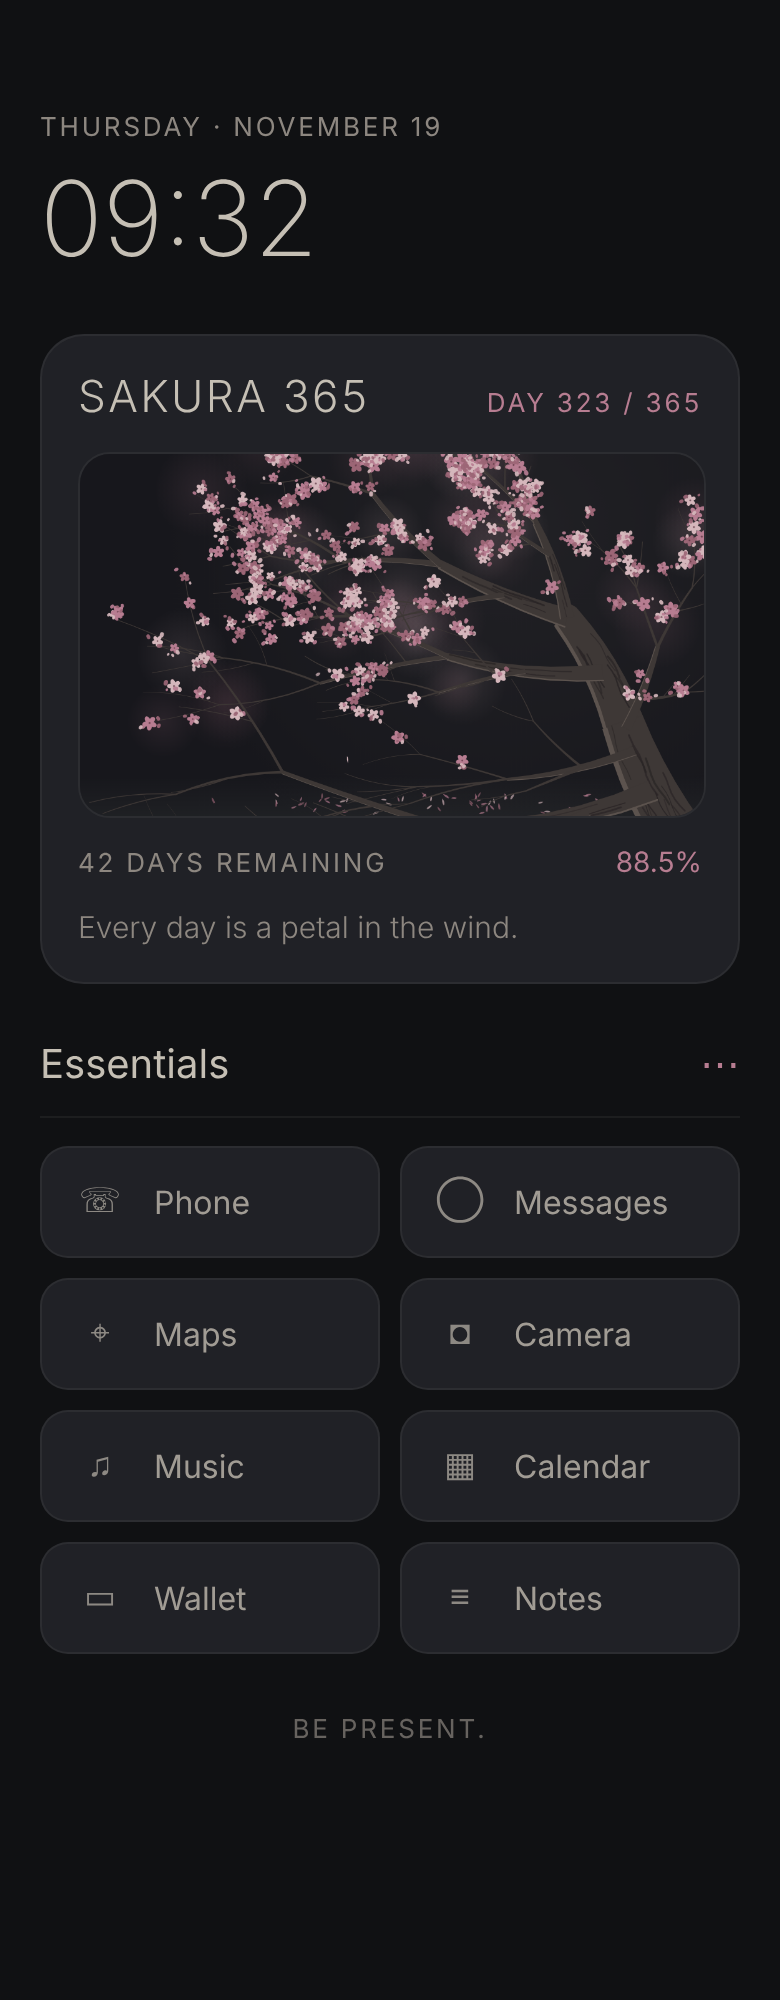 THURSDAY · NOVEMBER 19
09:32
SAKURA 365
DAY 323 / 365
42 DAYS REMAINING
88.5%
Every day is a petal in the wind.
Essentials
Phone
Messages
Maps
Camera
Music
Calendar
Wallet
Notes
BE PRESENT.